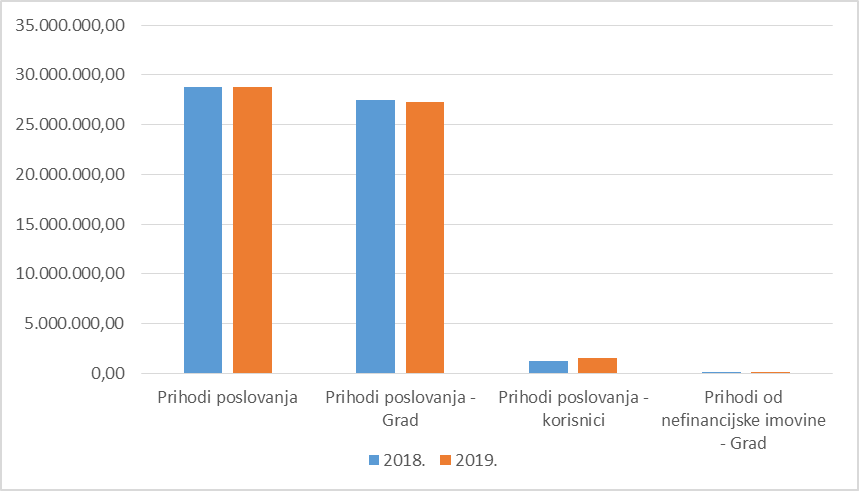 35.000.000,00
30.000.000,00
25.000.000,00
20.000.000,00
15.000.000,00
10.000.000,00
5.000.000,00
0,00
Prihodi poslovanja
Prihodi poslovanja -
Grad
Prihodi poslovanja -
korisnici
Prihodi od
nefinancijske imovine
- Grad
2018.
2019.